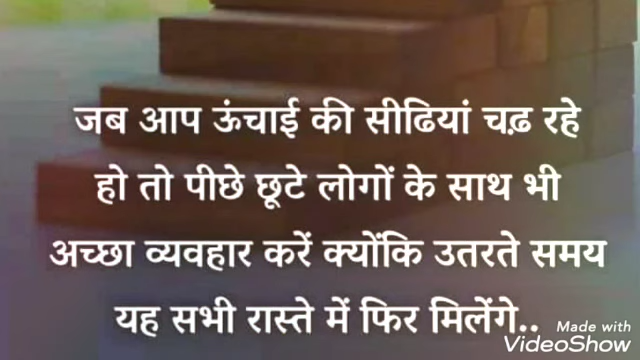 जब आप ऊंचाई की सीढियां चढ़ रहे
हो तो पीछे छूटे लोगों के साथ भी
अच्छा व्यवहार करें क्योंकि उतरते समय
यह सभी रास्ते में फिर मिलेंगे..
Made with
VideoShow